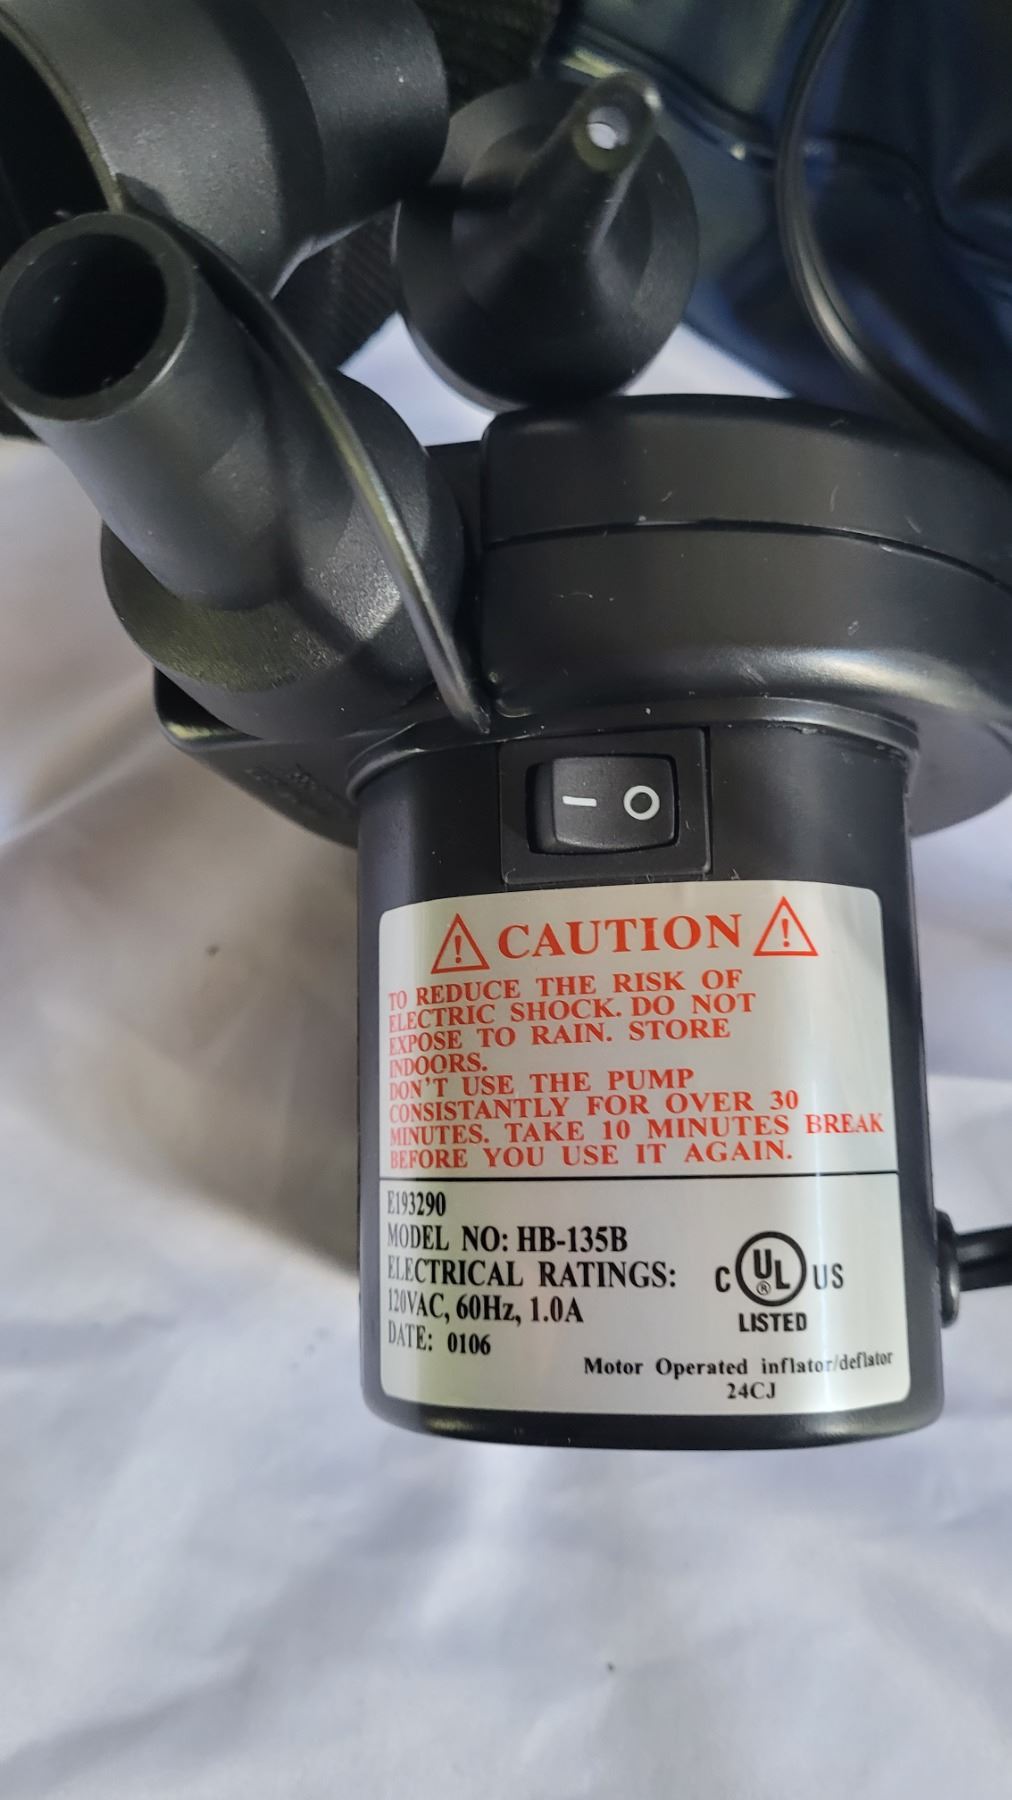 CAUTION
TO REDUCE THE RISK OF
ELECTRIC SHOCK. DO NOT
EXPOSE TO RAIN. STORE
INDOORS.
DON'T USE THE PUMP
CONSISTANTLY FOR OVER 30
MINUTES. TAKE 10 MINUTES BREAK
BEFORE YOU USE IT AGAIN.
E193290
MODEL NO: HB-135B
ELECTRICAL RATINGS:
120VAC, 60Hz, 1.0A
DATE: 0106
C UL® US
LISTED
Motor Operated inflator/deflator
24CJ